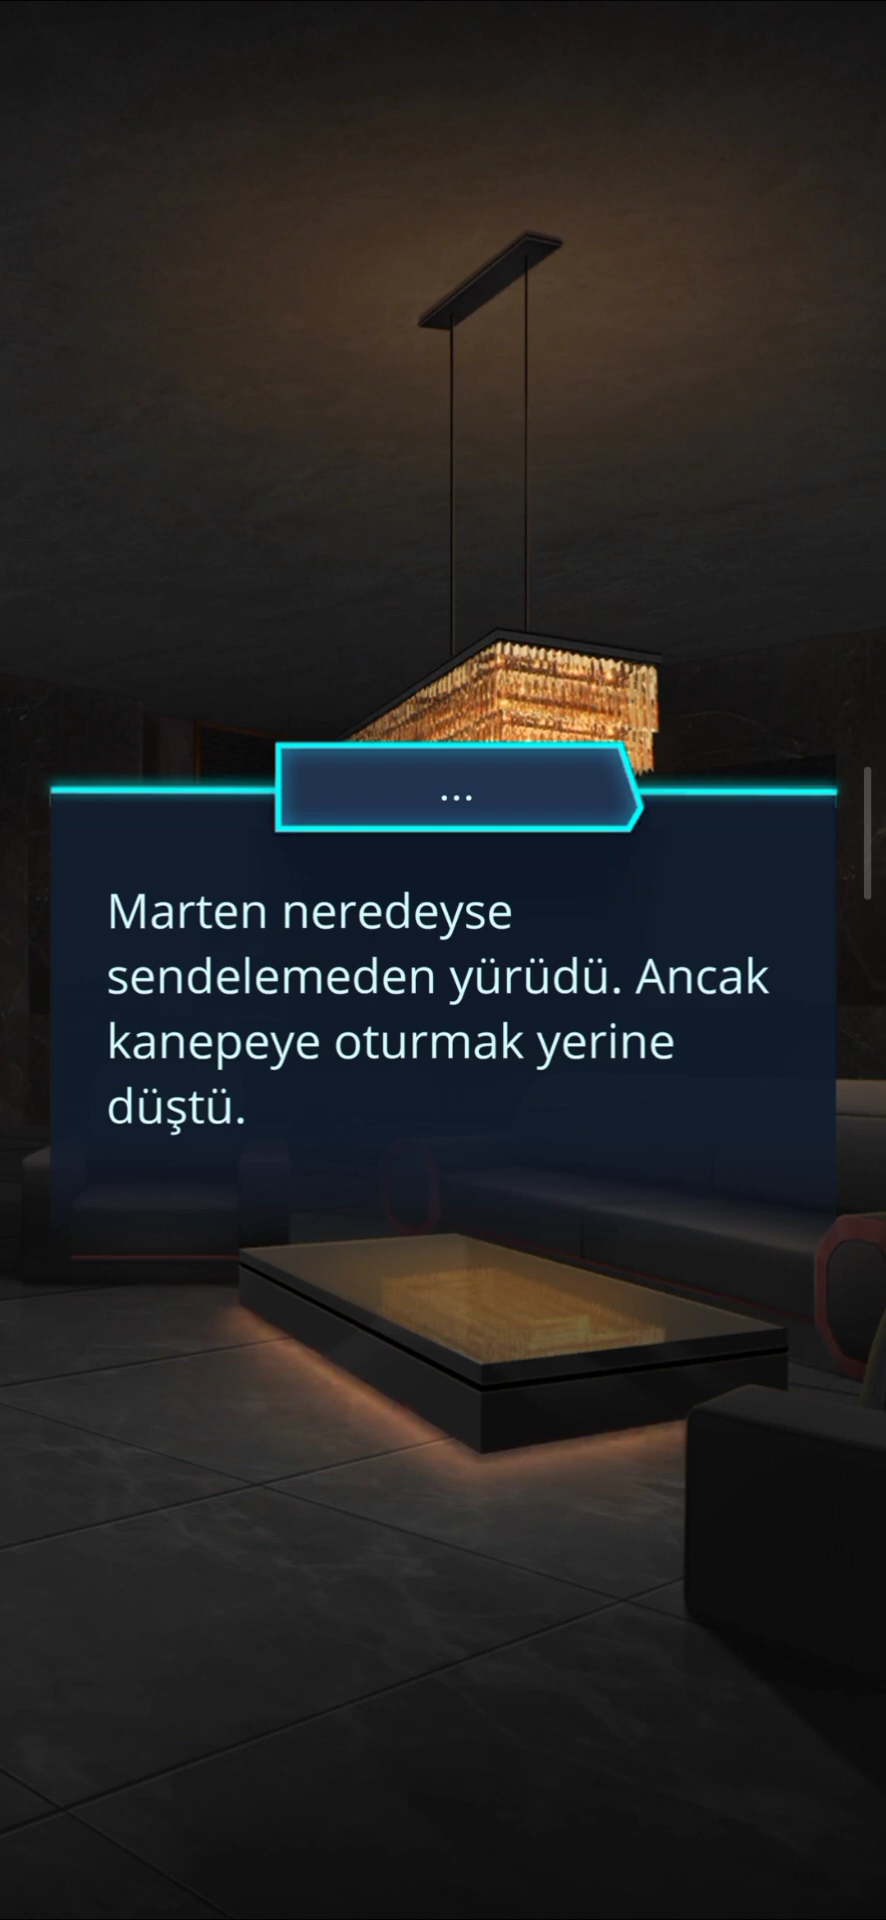 ...
Marten neredeyse
sendelemeden yürüdü. Ancak
kanepeye oturmak yerine
düştü.